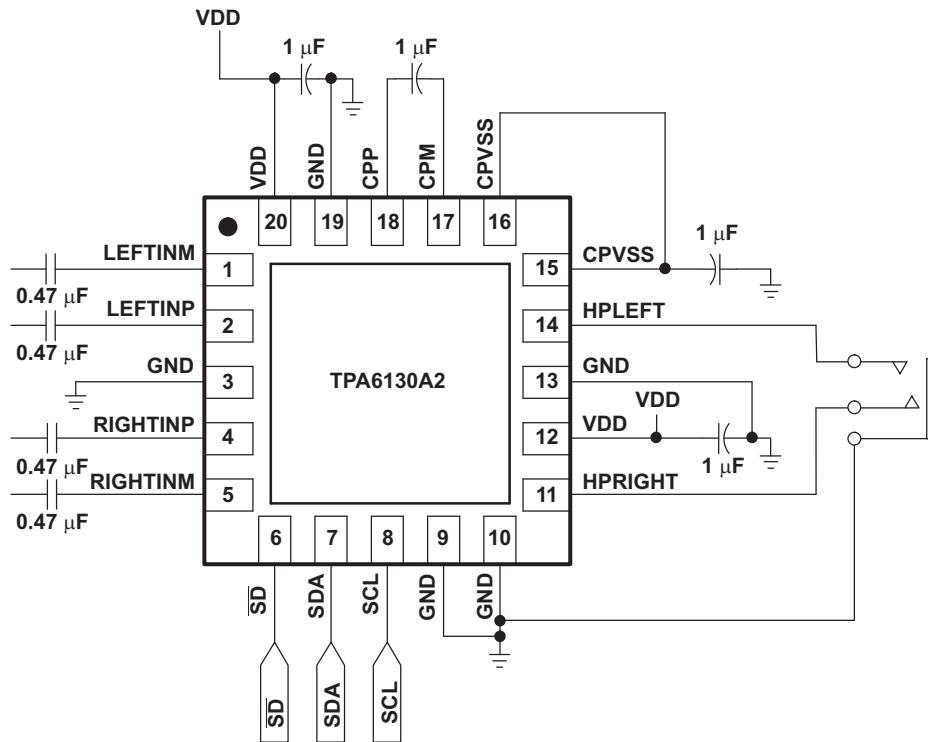 VDD
1 μF
1 μF
VDD
GND
CPP
CPM
CPVSS
20
19
18
17
16
LEFTINM
1
0.47 μF
LEFTINP
2
0.47 μF
GND
3
RIGHTINP
4
0.47 μF
RIGHTINM
5
0.47 μF
TPA6130A2
15
CPVSS
1 μF
14
HPLEFT
13
GND
VDD
12
VDD
1 μF
11
HPRIGHT
6
7
8
9
10
SD
SDA
SCL
GND
GND
SD
SDA
SCL